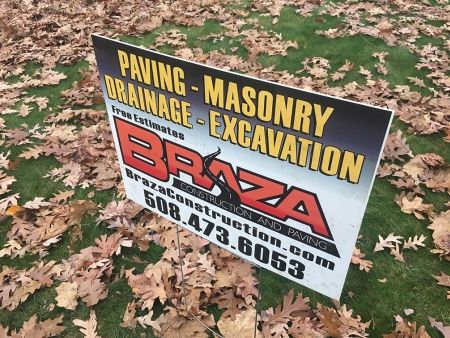 PAVING - MASONRY
DRAINAGE - EXCAVATION
Free Estimates
BRAZA
CONSTRUCTION AND PAVING
BrazaConstruction.com
508.473.6053